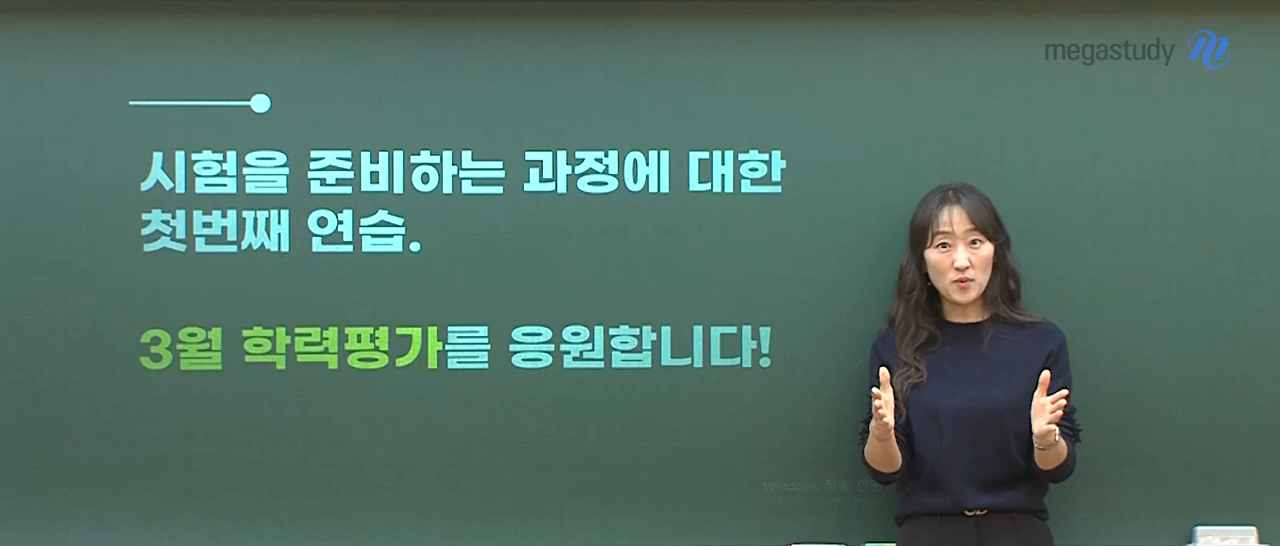 megastudy
시험을 준비하는 과정에 대한
첫번째 연습.
3월 학력평가를 응원합니다!